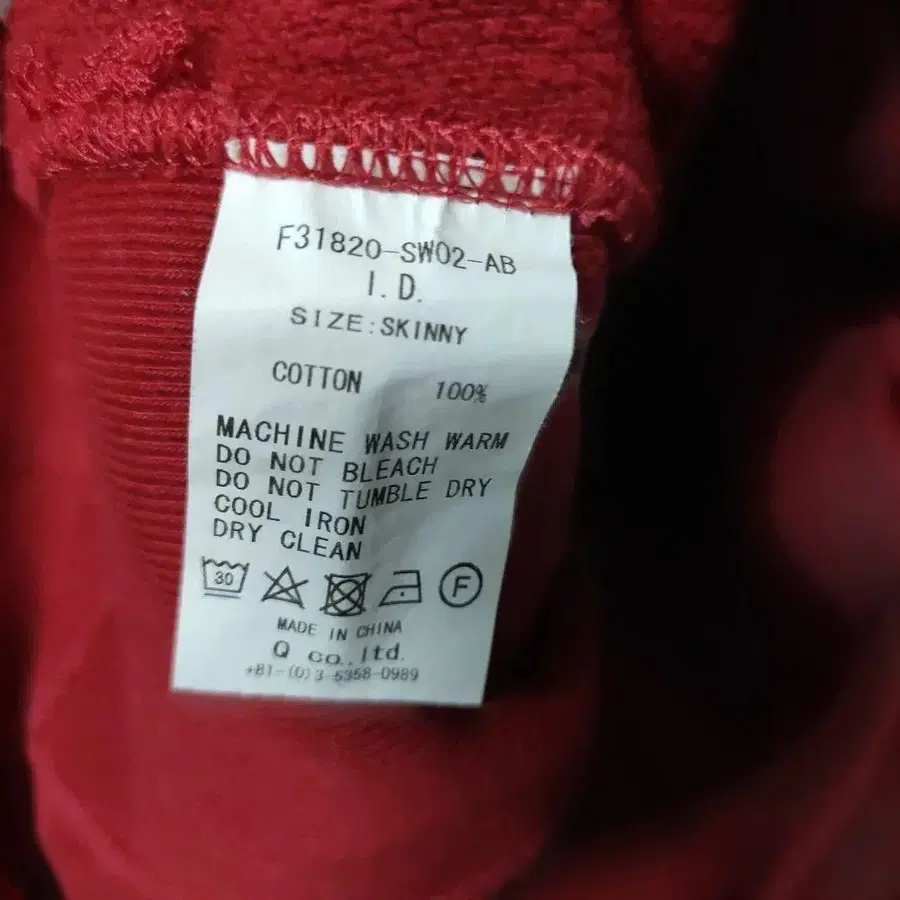 F31820-SW02-AB
I.D.
SIZE:SKINNY
COTTON 100%
MACHINE WASH WARM
DO NOT BLEACH
DO NOT TUMBLE DRY
COOL IRON
DRY CLEAN
30 F
MADE IN CHINA
Q co.,ltd.
+81-(0)3-5358-0989